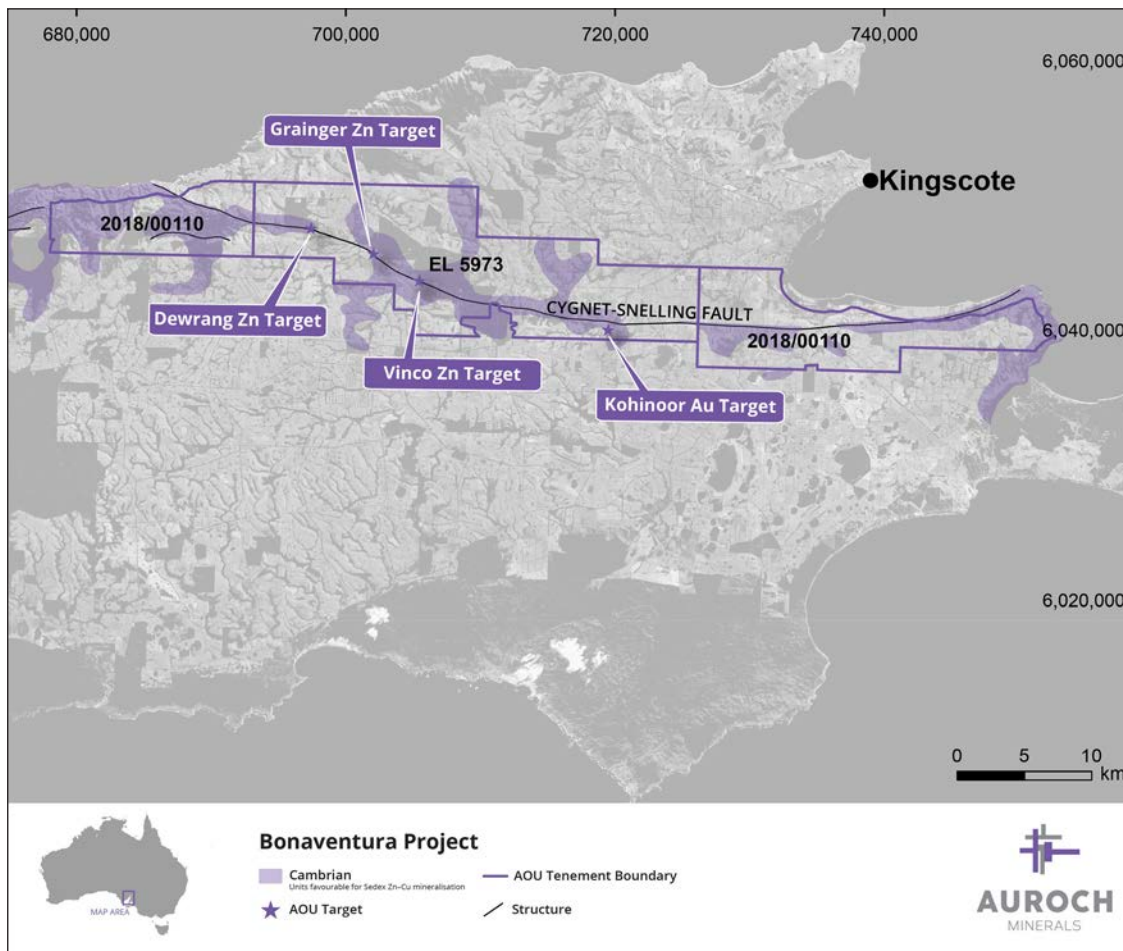 680,000
700,000
720,000
740,000
6,060,000
Grainger Zn Target
Kingscote
2018/00110
EL 5973
Dewrang Zn Target
CYGNET-SNELLING FAULT
6,040,000
2018/00110
Vinco Zn Target
Kohinoor Au Target
6,020,000
0 5 10
km
Bonaventura Project
Cambrian
Units favourable for Sedex Zn-Cu mineralisation
AOU Tenement Boundary
AOU Target
Structure
MAP AREA
AUROCH
MINERALS